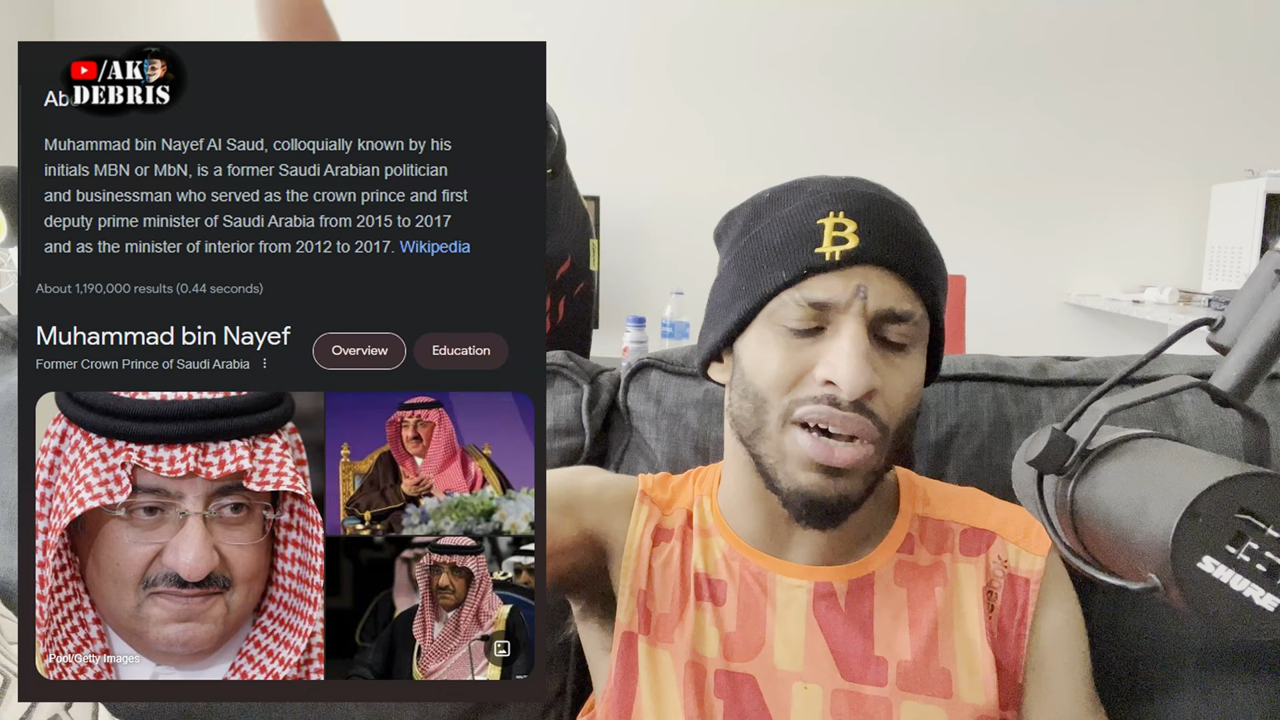 /AK
DEBRIS
Ab
Muhammad bin Nayef Al Saud, colloquially known by his
initials MBN or MbN, is a former Saudi Arabian politician
and businessman who served as the crown prince and first
deputy prime minister of Saudi Arabia from 2015 to 2017
and as the minister of interior from 2012 to 2017. Wikipedia
About 1,190,000 results (0.44 seconds)
Muhammad bin Nayef
Former Crown Prince of Saudi Arabia
Overview
Education
Pool/Getty Images
Reebok
SHURE